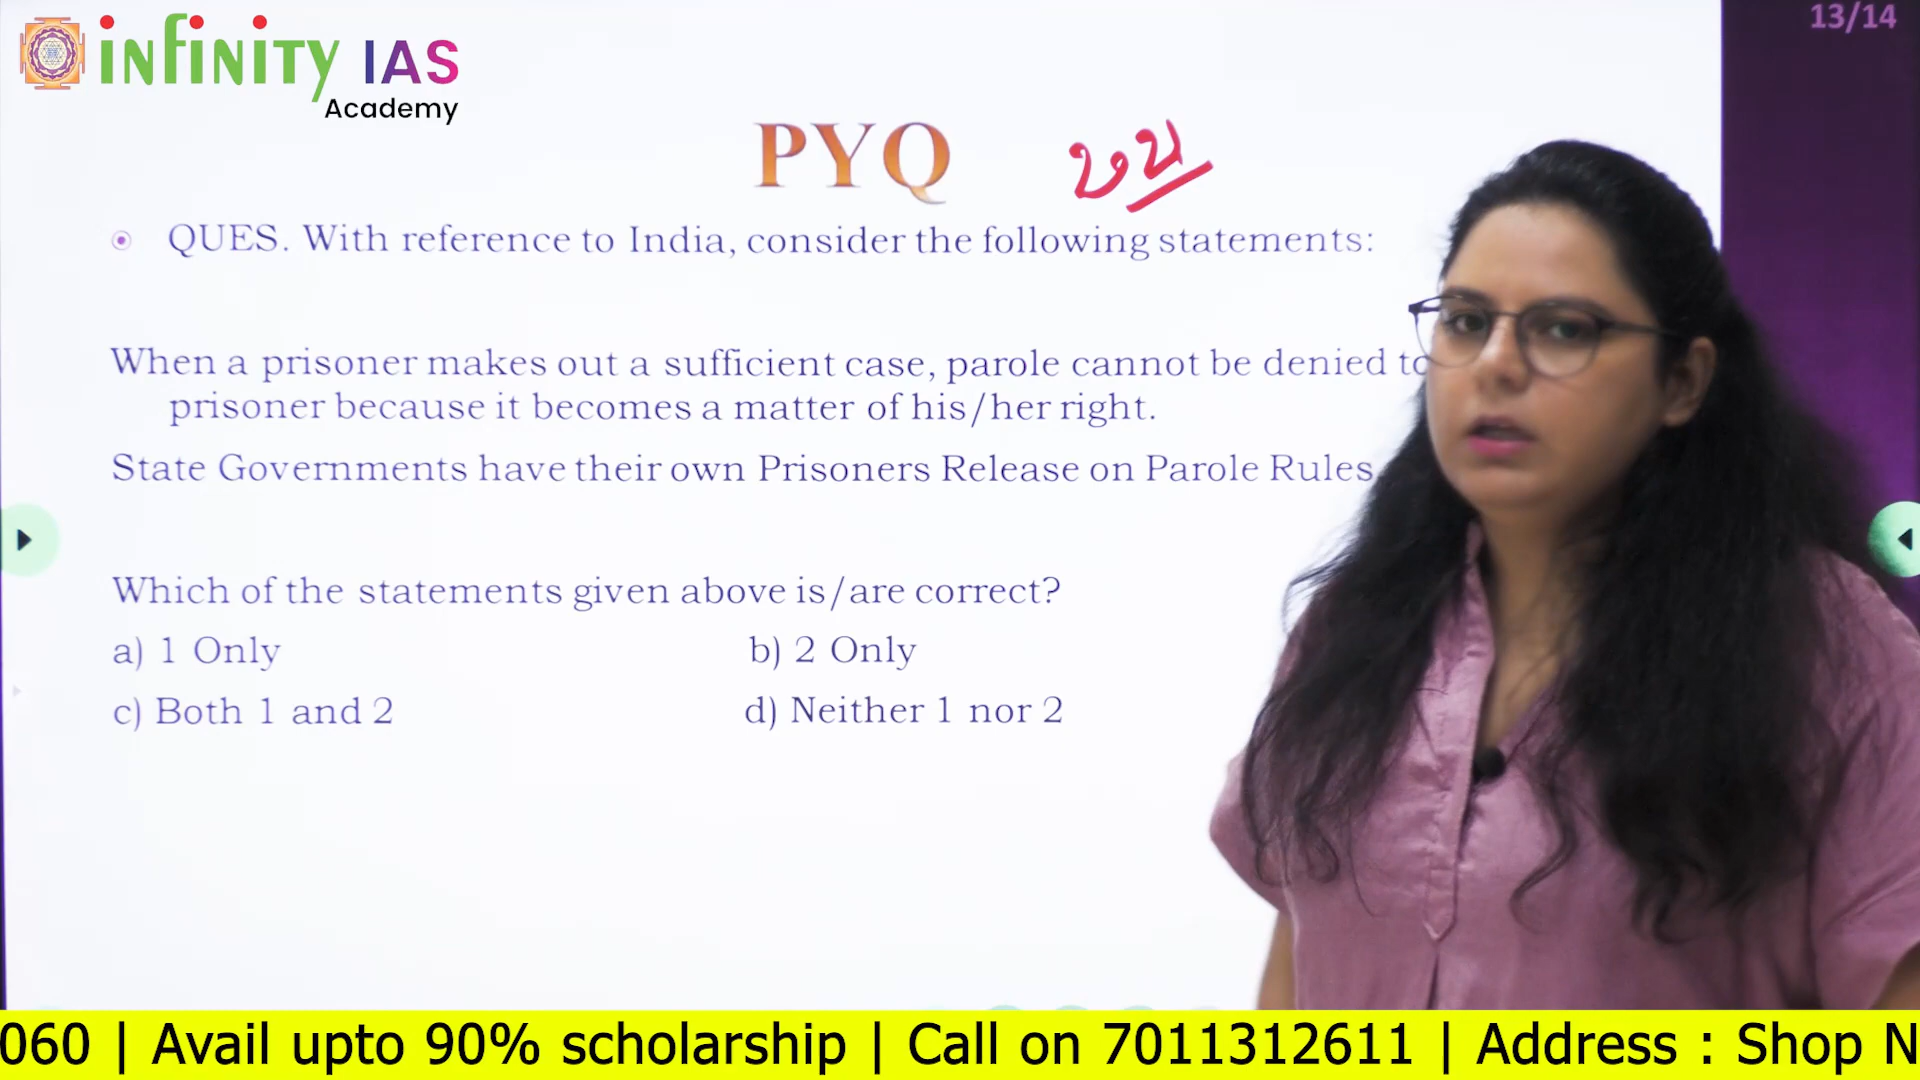 13/14
iNfiNiTy IAS
Academy
PYQ
QUES. With reference to India, consider the following statements:
When a prisoner makes out a sufficient case, parole cannot be denied to
prisoner because it becomes a matter of his/her right.
State Governments have their own Prisoners Release on Parole Rules
Which of the statements given above is/are correct?
a) 1 Only b) 2 Only
c) Both 1 and 2 d) Neither 1 nor 2
060 | Avail upto 90% scholarship | Call on 7011312611 | Address : Shop N